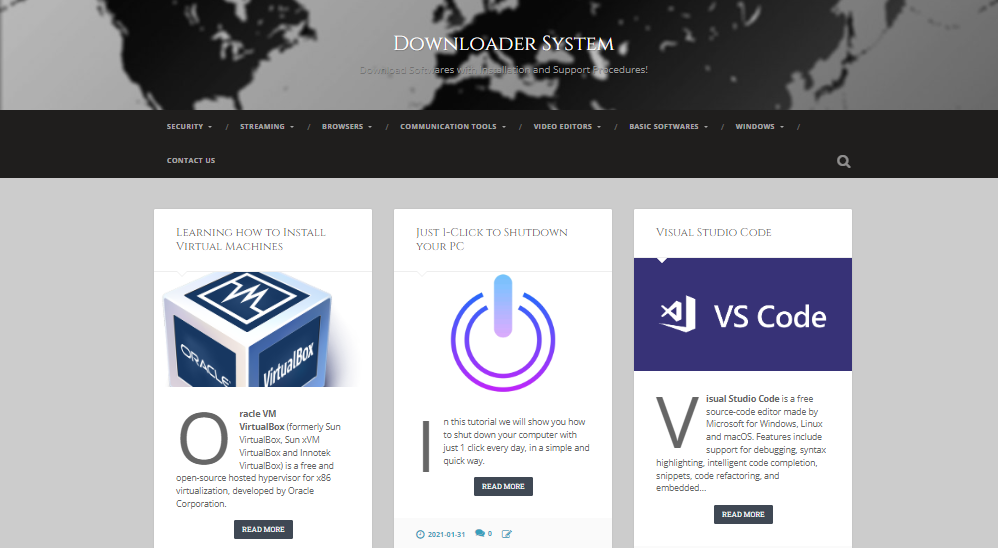 Downloader System
Downlpad Softwares with Installation and Support Procedures!
SECURITY / STREAMING / BROWSERS / COMMUNICATION TOOLS / VIDEO EDITORS / BASIC SOFTWARES / WINDOWS /
CONTACT US
Learning how to Install
Virtual Machines
ORACLE
VirtualBox
Oracle VM
VirtualBox (formerly Sun
VirtualBox, Sun xVM
VirtualBox and Innotek
VirtualBox) is a free and
open-source hosted hypervisor for x86
virtualization, developed by Oracle
Corporation.
READ MORE
Just 1-Click to Shutdown
your PC
In this tutorial we will show you how
to shut down your computer with
just 1 click every day, in a simple and
quick way.
READ MORE
2021-01-31 0
Visual Studio Code
VS Code
Visual Studio Code is a free
source-code editor made by
Microsoft for Windows, Linux
and macOS. Features include
support for debugging, syntax
highlighting, intelligent code completion,
snippets, code refactoring, and
embedded...
READ MORE